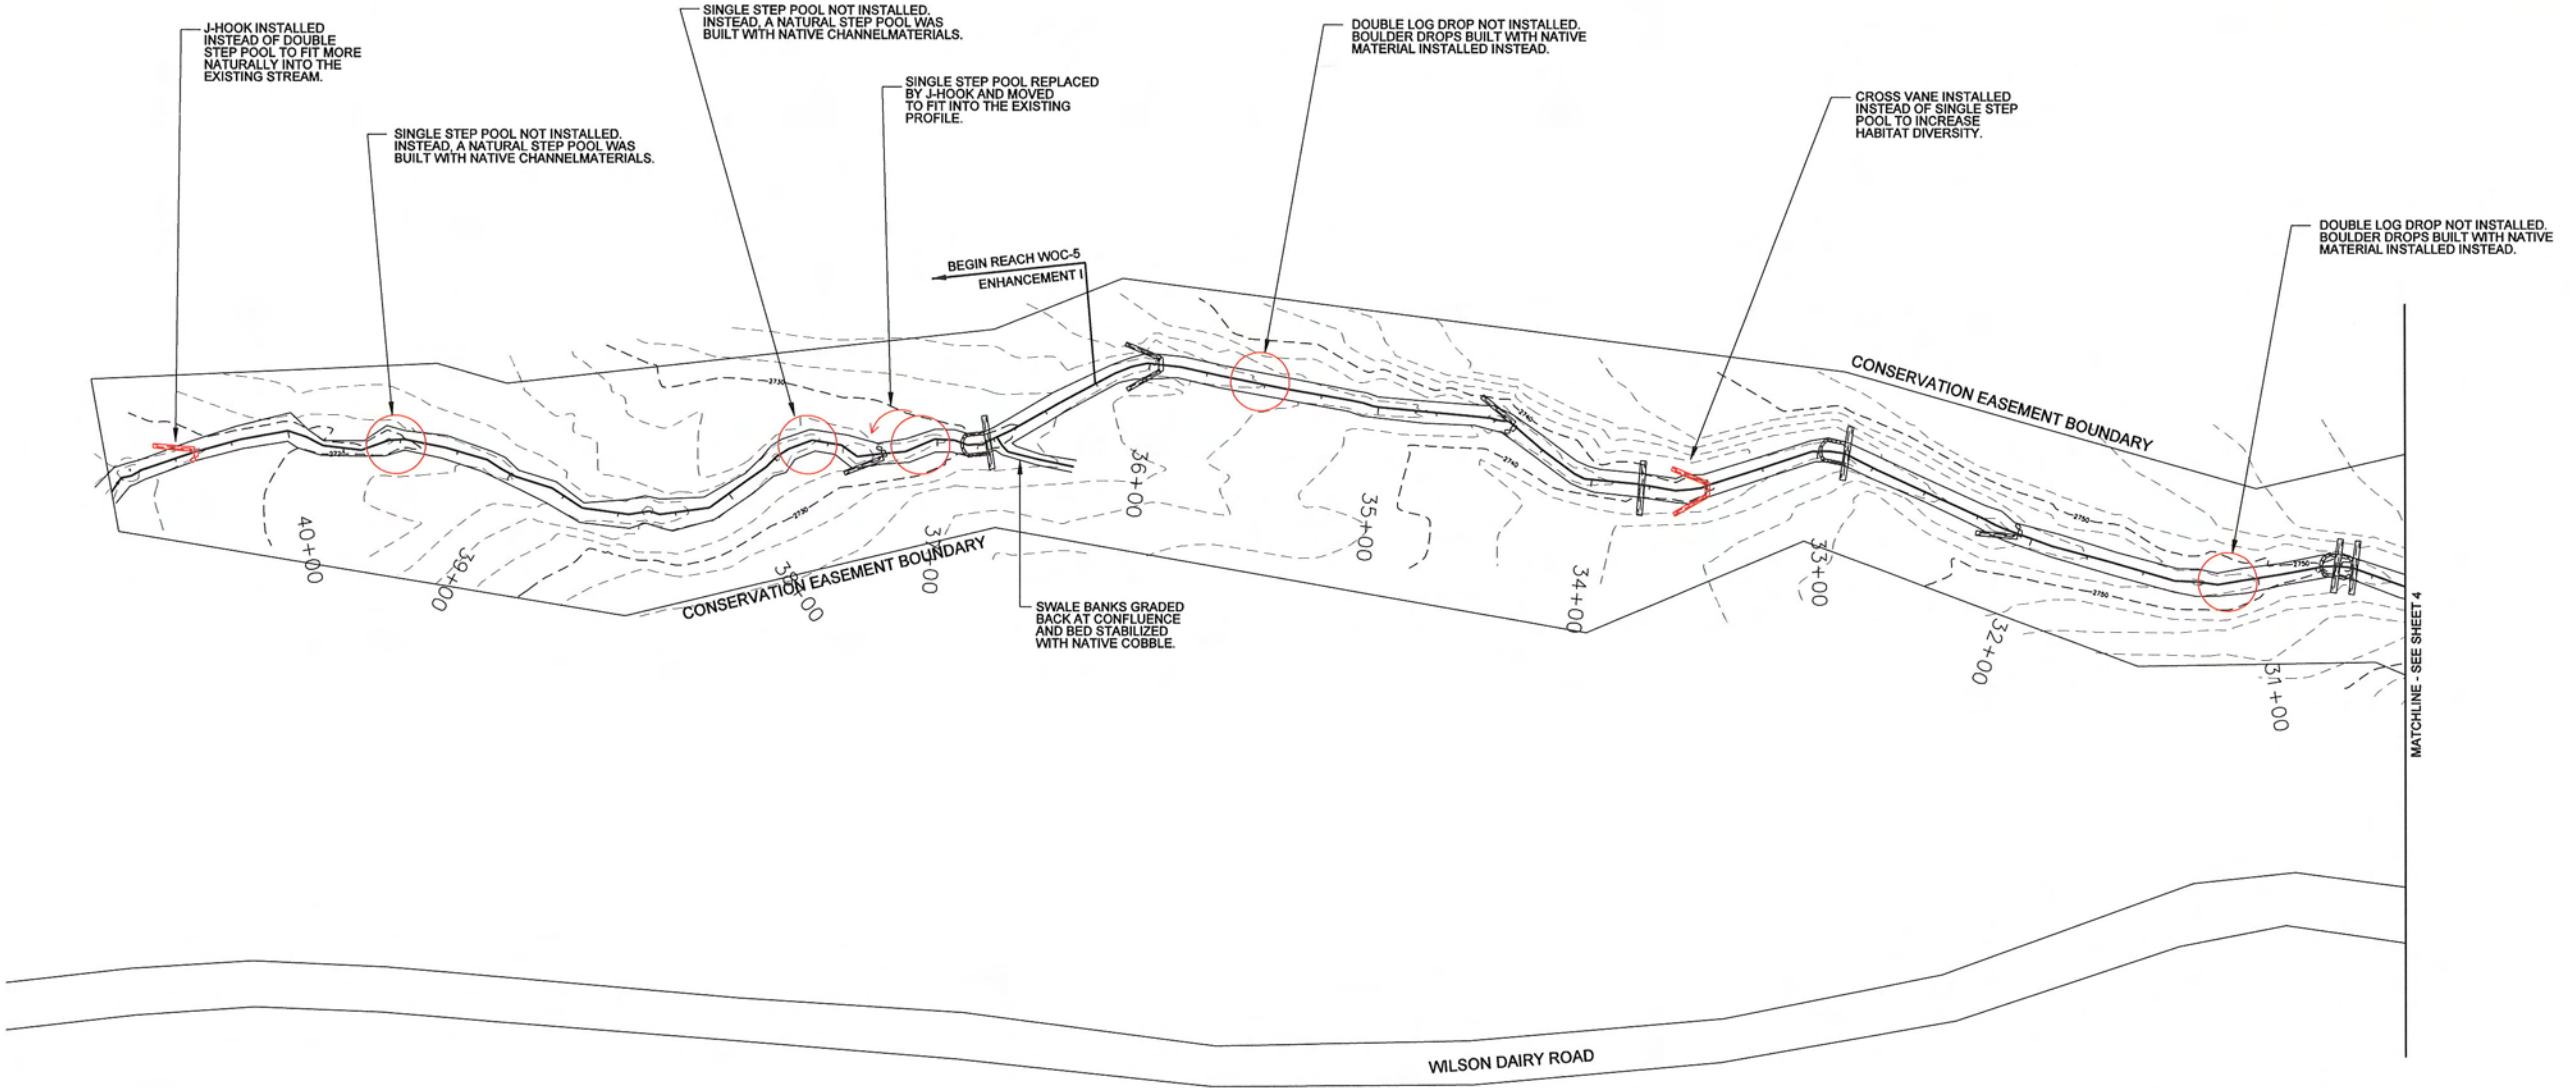 J-HOOK INSTALLED
INSTEAD OF DOUBLE
STEP POOL TO FIT MORE
NATURALLY INTO THE
EXISTING STREAM.
SINGLE STEP POOL NOT INSTALLED.
INSTEAD, A NATURAL STEP POOL WAS
BUILT WITH NATIVE CHANNELMATERIALS.
SINGLE STEP POOL NOT INSTALLED.
INSTEAD, A NATURAL STEP POOL WAS
BUILT WITH NATIVE CHANNELMATERIALS.
SINGLE STEP POOL REPLACED
BY J-HOOK AND MOVED
TO FIT INTO THE EXISTING
PROFILE.
DOUBLE LOG DROP NOT INSTALLED.
BOULDER DROPS BUILT WITH NATIVE
MATERIAL INSTALLED INSTEAD.
CROSS VANE INSTALLED
INSTEAD OF SINGLE STEP
POOL TO INCREASE
HABITAT DIVERSITY.
DOUBLE LOG DROP NOT INSTALLED.
BOULDER DROPS BUILT WITH NATIVE
MATERIAL INSTALLED INSTEAD.
BEGIN REACH WOC-5
ENHANCEMENT I
CONSERVATION EASEMENT BOUNDARY
2730
2740
2740
2730
2750
2750
2750
40+00
39+00
38+00
37+00
36+00
35+00
34+00
33+00
32+00
31+00
CONSERVATION EASEMENT BOUNDARY
SWALE BANKS GRADED
BACK AT CONFLUENCE
AND BED STABILIZED
WITH NATIVE COBBLE.
MATCHLINE - SEE SHEET 4
WILSON DAIRY ROAD